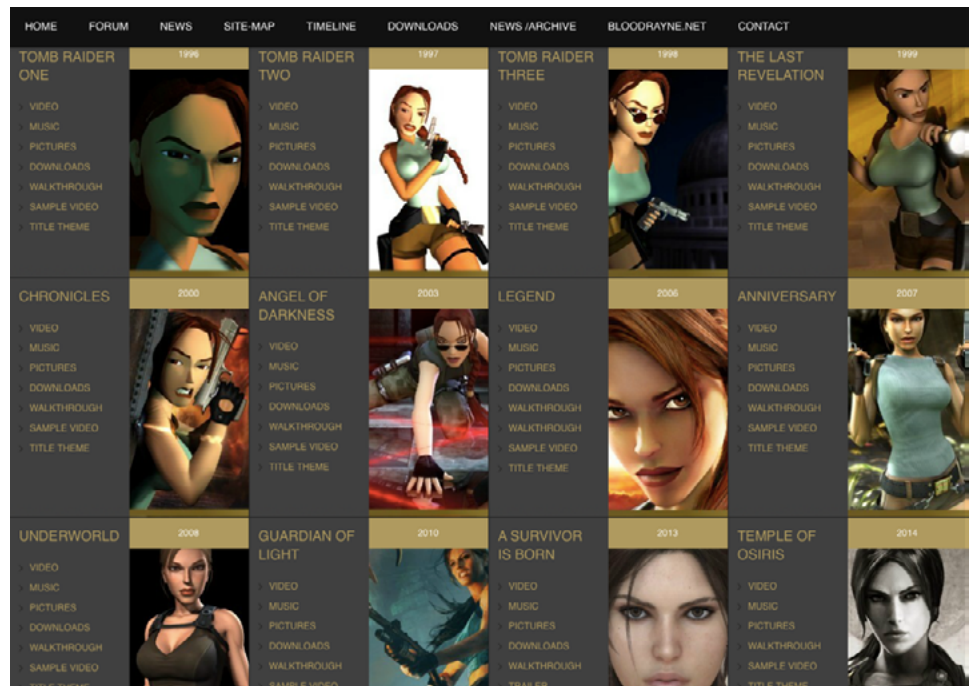 HOME FORUM NEWS SITE-MAP TIMELINE DOWNLOADS NEWS /ARCHIVE BLOODRAYNE.NET CONTACT
TOMB RAIDER
ONE
VIDEO
MUSIC
PICTURES
DOWNLOADS
WALKTHROUGH
SAMPLE VIDEO
TITLE THEME
1996
TOMB RAIDER
TWO
VIDEO
MUSIC
PICTURES
DOWNLOADS
WALKTHROUGH
SAMPLE VIDEO
TITLE THEME
1997
TOMB RAIDER
THREE
VIDEO
MUSIC
PICTURES
DOWNLOADS
WALKTHROUGH
SAMPLE VIDEO
TITLE THEME
1998
THE LAST
REVELATION
VIDEO
MUSIC
PICTURES
DOWNLOADS
WALKTHROUGH
SAMPLE VIDEO
TITLE THEME
1999
CHRONICLES
VIDEO
MUSIC
PICTURES
DOWNLOADS
WALKTHROUGH
SAMPLE VIDEO
TITLE THEME
2000
ANGEL OF
DARKNESS
VIDEO
MUSIC
PICTURES
DOWNLOADS
WALKTHROUGH
SAMPLE VIDEO
TITLE THEME
2003
LEGEND
VIDEO
MUSIC
PICTURES
DOWNLOADS
WALKTHROUGH
SAMPLE VIDEO
TITLE THEME
2006
ANNIVERSARY
VIDEO
MUSIC
PICTURES
DOWNLOADS
WALKTHROUGH
SAMPLE VIDEO
TITLE THEME
2007
UNDERWORLD
VIDEO
MUSIC
PICTURES
DOWNLOADS
WALKTHROUGH
SAMPLE VIDEO
TITLE THEME
2008
GUARDIAN OF
LIGHT
VIDEO
MUSIC
PICTURES
DOWNLOADS
WALKTHROUGH
SAMPLE VIDEO
2010
A SURVIVOR
IS BORN
VIDEO
MUSIC
PICTURES
DOWNLOADS
WALKTHROUGH
TRAILER
2013
TEMPLE OF
OSIRIS
VIDEO
MUSIC
PICTURES
WALKTHROUGH
SAMPLE VIDEO
TITLE THEME
2014